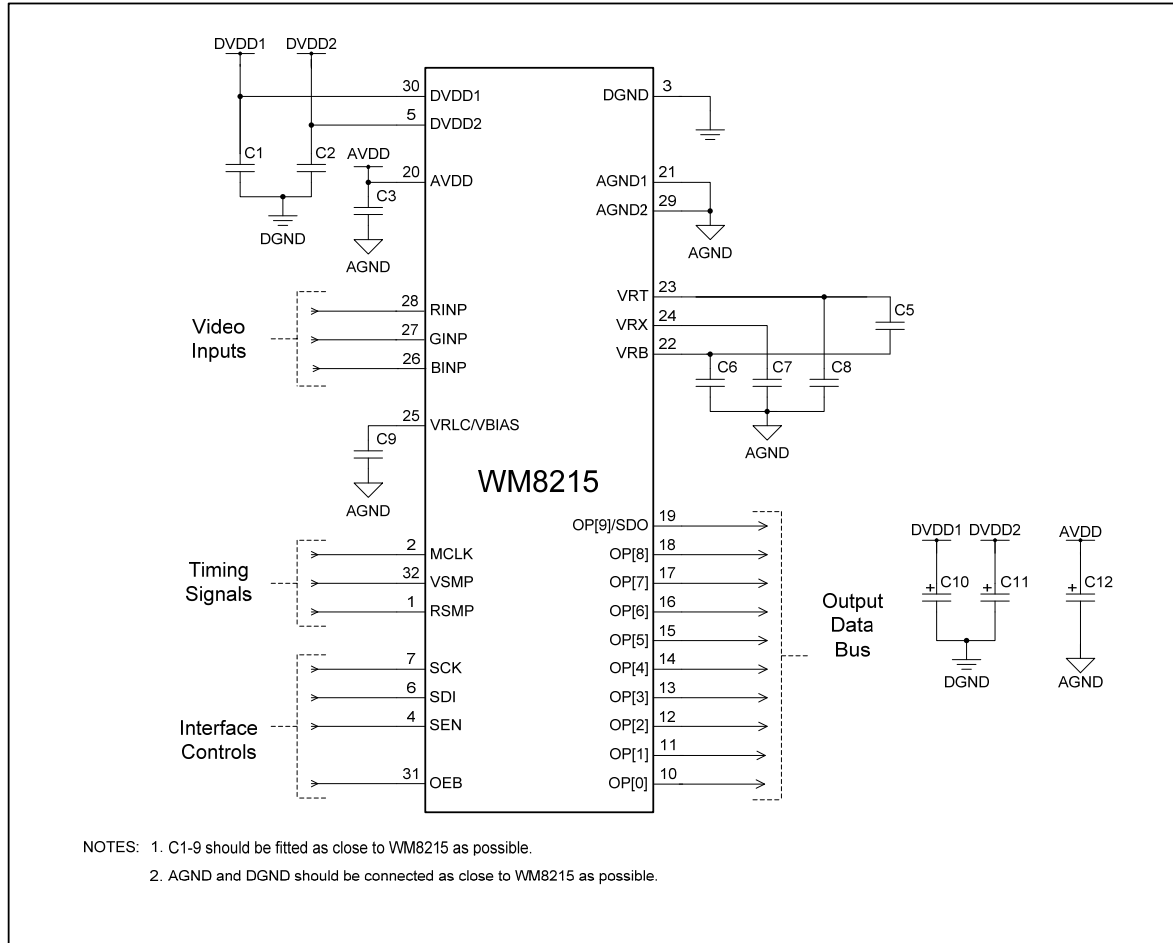 DVDD1 DVDD2
30 DVDD1
5 DVDD2
C1 C2
DGND
AVDD
20 AVDD
C3
AGND
Video
Inputs
28 RINP
27 GINP
26 BINP
25 VRLC/VBIAS
C9
AGND
WM8215
Timing
Signals
2 MCLK
32 VSMP
1 RSMP
Interface
Controls
7 SCK
6 SDI
4 SEN
31 OEB
DGND 3
AGND1 21
AGND2 29
AGND
VRT 23
VRX 24
VRB 22
C5
C6 C7 C8
AGND
OP[9]/SDO 19
OP[8] 18
OP[7] 17
OP[6] 16
OP[5] 15
OP[4] 14
OP[3] 13
OP[2] 12
OP[1] 11
OP[0] 10
Output
Data
Bus
DVDD1 DVDD2 AVDD
+ C10 + C11 + C12
DGND AGND
NOTES: 1. C1-9 should be fitted as close to WM8215 as possible.
2. AGND and DGND should be connected as close to WM8215 as possible.